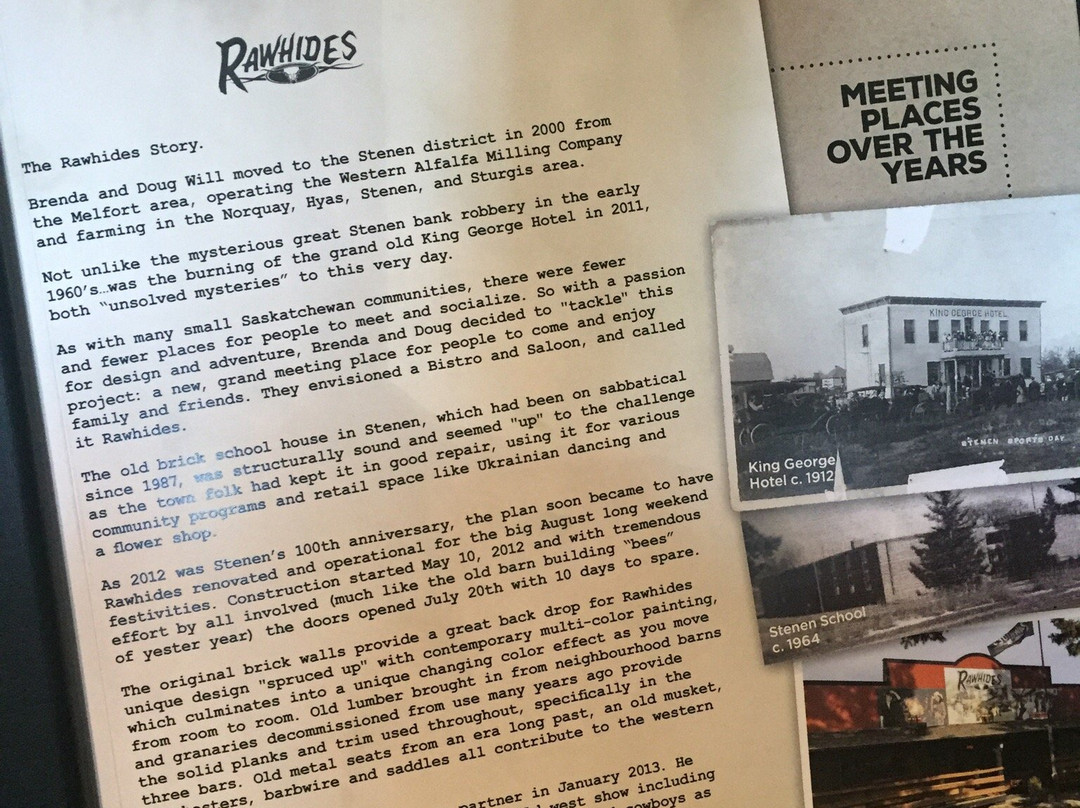 RAWHIDES
The Rawhides Story.
Brenda and Doug Will moved to the Stenen district in 2000 from
the Melfort area, operating the Western Alfalfa Milling Company
and farming in the Norquay, Hyas, Stenen, and Sturgis area.
Not unlike the mysterious great Stenen bank robbery in the early
1960's…was the burning of the grand old King George Hotel in 2011,
both "unsolved mysteries" to this very day.
As with many small Saskatchewan communities, there were fewer
and fewer places for people to meet and socialize. So with a passion
for design and adventure, Brenda and Doug decided to "tackle" this
project: a new, grand meeting place for people to come and enjoy
family and friends. They envisioned a Bistro and Saloon, and called
it Rawhides.
The old brick school house in Stenen, which had been on sabbatical
since 1987, was structurally sound and seemed "up" to the challenge
as the town folk had kept it in good repair, using it for various
community programs and retail space like Ukrainian dancing and
a flower shop.
As 2012 was Stenen's 100th anniversary, the plan soon became to have
Rawhides renovated and operational for the big August long weekend
festivities. Construction started May 10, 2012 and with tremendous
effort by all involved (much like the old barn building "bees"
of yester year) the doors opened July 20th with 10 days to spare.
The original brick walls provide a great back drop for Rawhides
unique design "spruced up" with contemporary multi-color painting,
which culminates into a unique changing color effect as you move
from room to room. Old lumber brought in from neighbourhood barns
and granaries decommissioned from use many years ago provide
the solid planks and trim used throughout, specifically in the
three bars. Old metal seats from an era long past, an old musket,
barbwire and saddles all contribute to the western
partner in January 2013. He
west show including
cowboys as
MEETING
PLACES
OVER THE
YEARS
KING GEORGE HOTEL
STENEN SPORTS DAY
King George
Hotel c. 1912
Stenen School
c. 1964
RAWHIDES